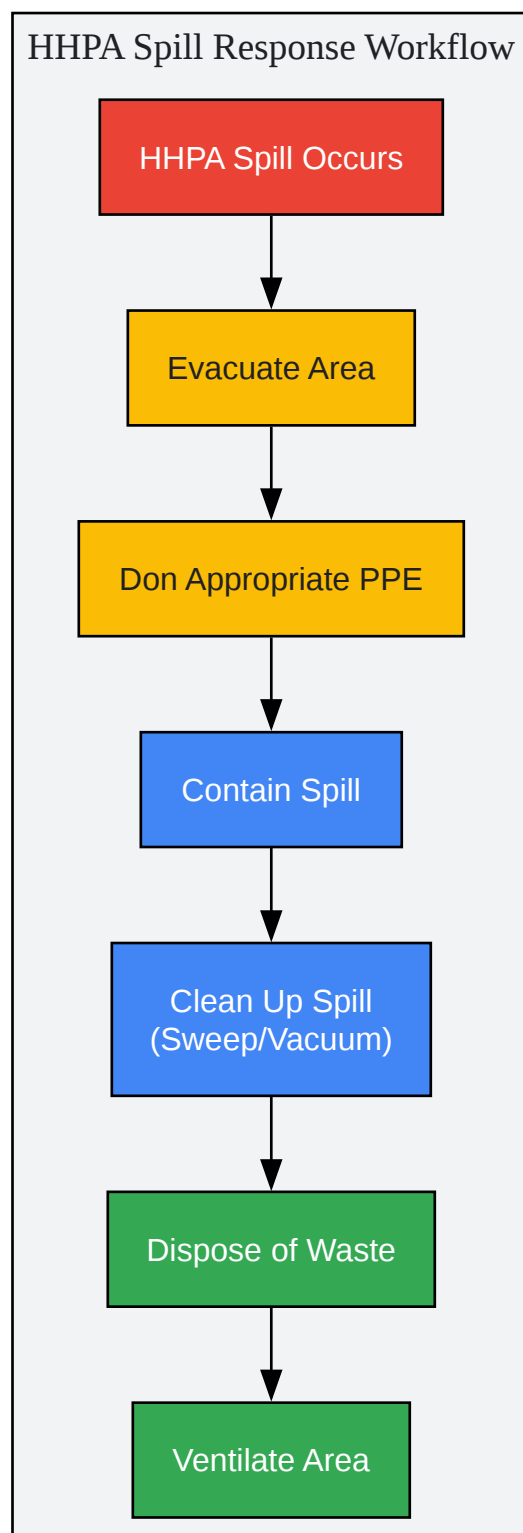 HHPA Spill Response Workflow
HHPA Spill Occurs
Evacuate Area
Don Appropriate PPE
Contain Spill
Clean Up Spill
(Sweep/Vacuum)
Dispose of Waste
Ventilate Area